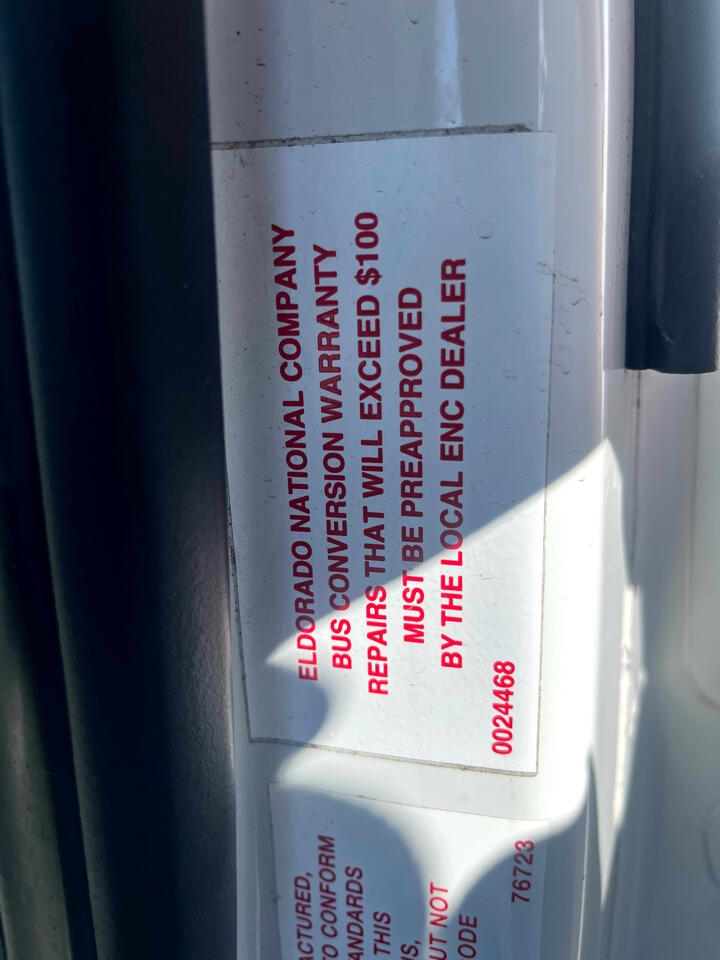 ELDORADO NATIONAL COMPANY
BUS CONVERSION WARRANTY
REPAIRS THAT WILL EXCEED $100
MUST BE PREAPPROVED
BY THE LOCAL ENC DEALER
0024468
ACTURED,
TO CONFORM
ANDARDS
THIS
S,
UT NOT
ODE
76723